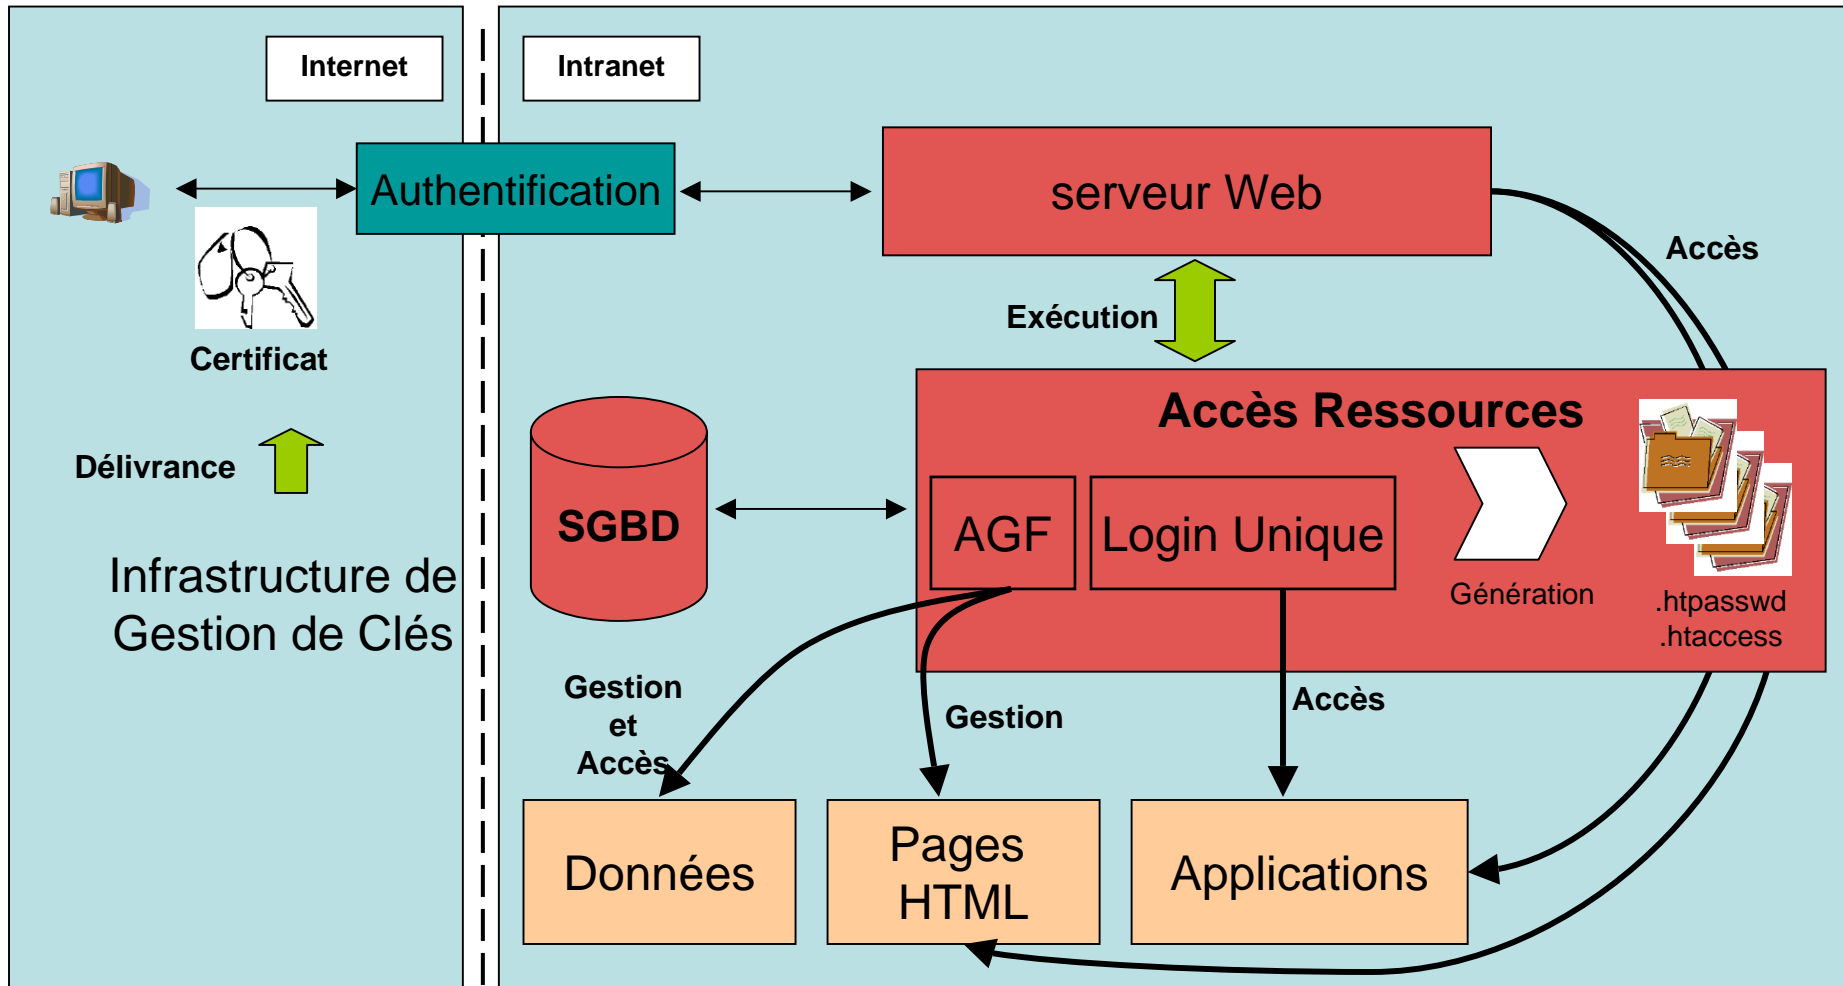 Internet
Intranet
Authentification
serveur Web
Accès
Certificat
Exécution
Délivrance
Infrastructure de
Gestion de Clés
SGBD
Accès Ressources
AGF
Login Unique
Génération
.htpasswd
.htaccess
Gestion
et
Accès
Gestion
Accès
Données
Pages
HTML
Applications